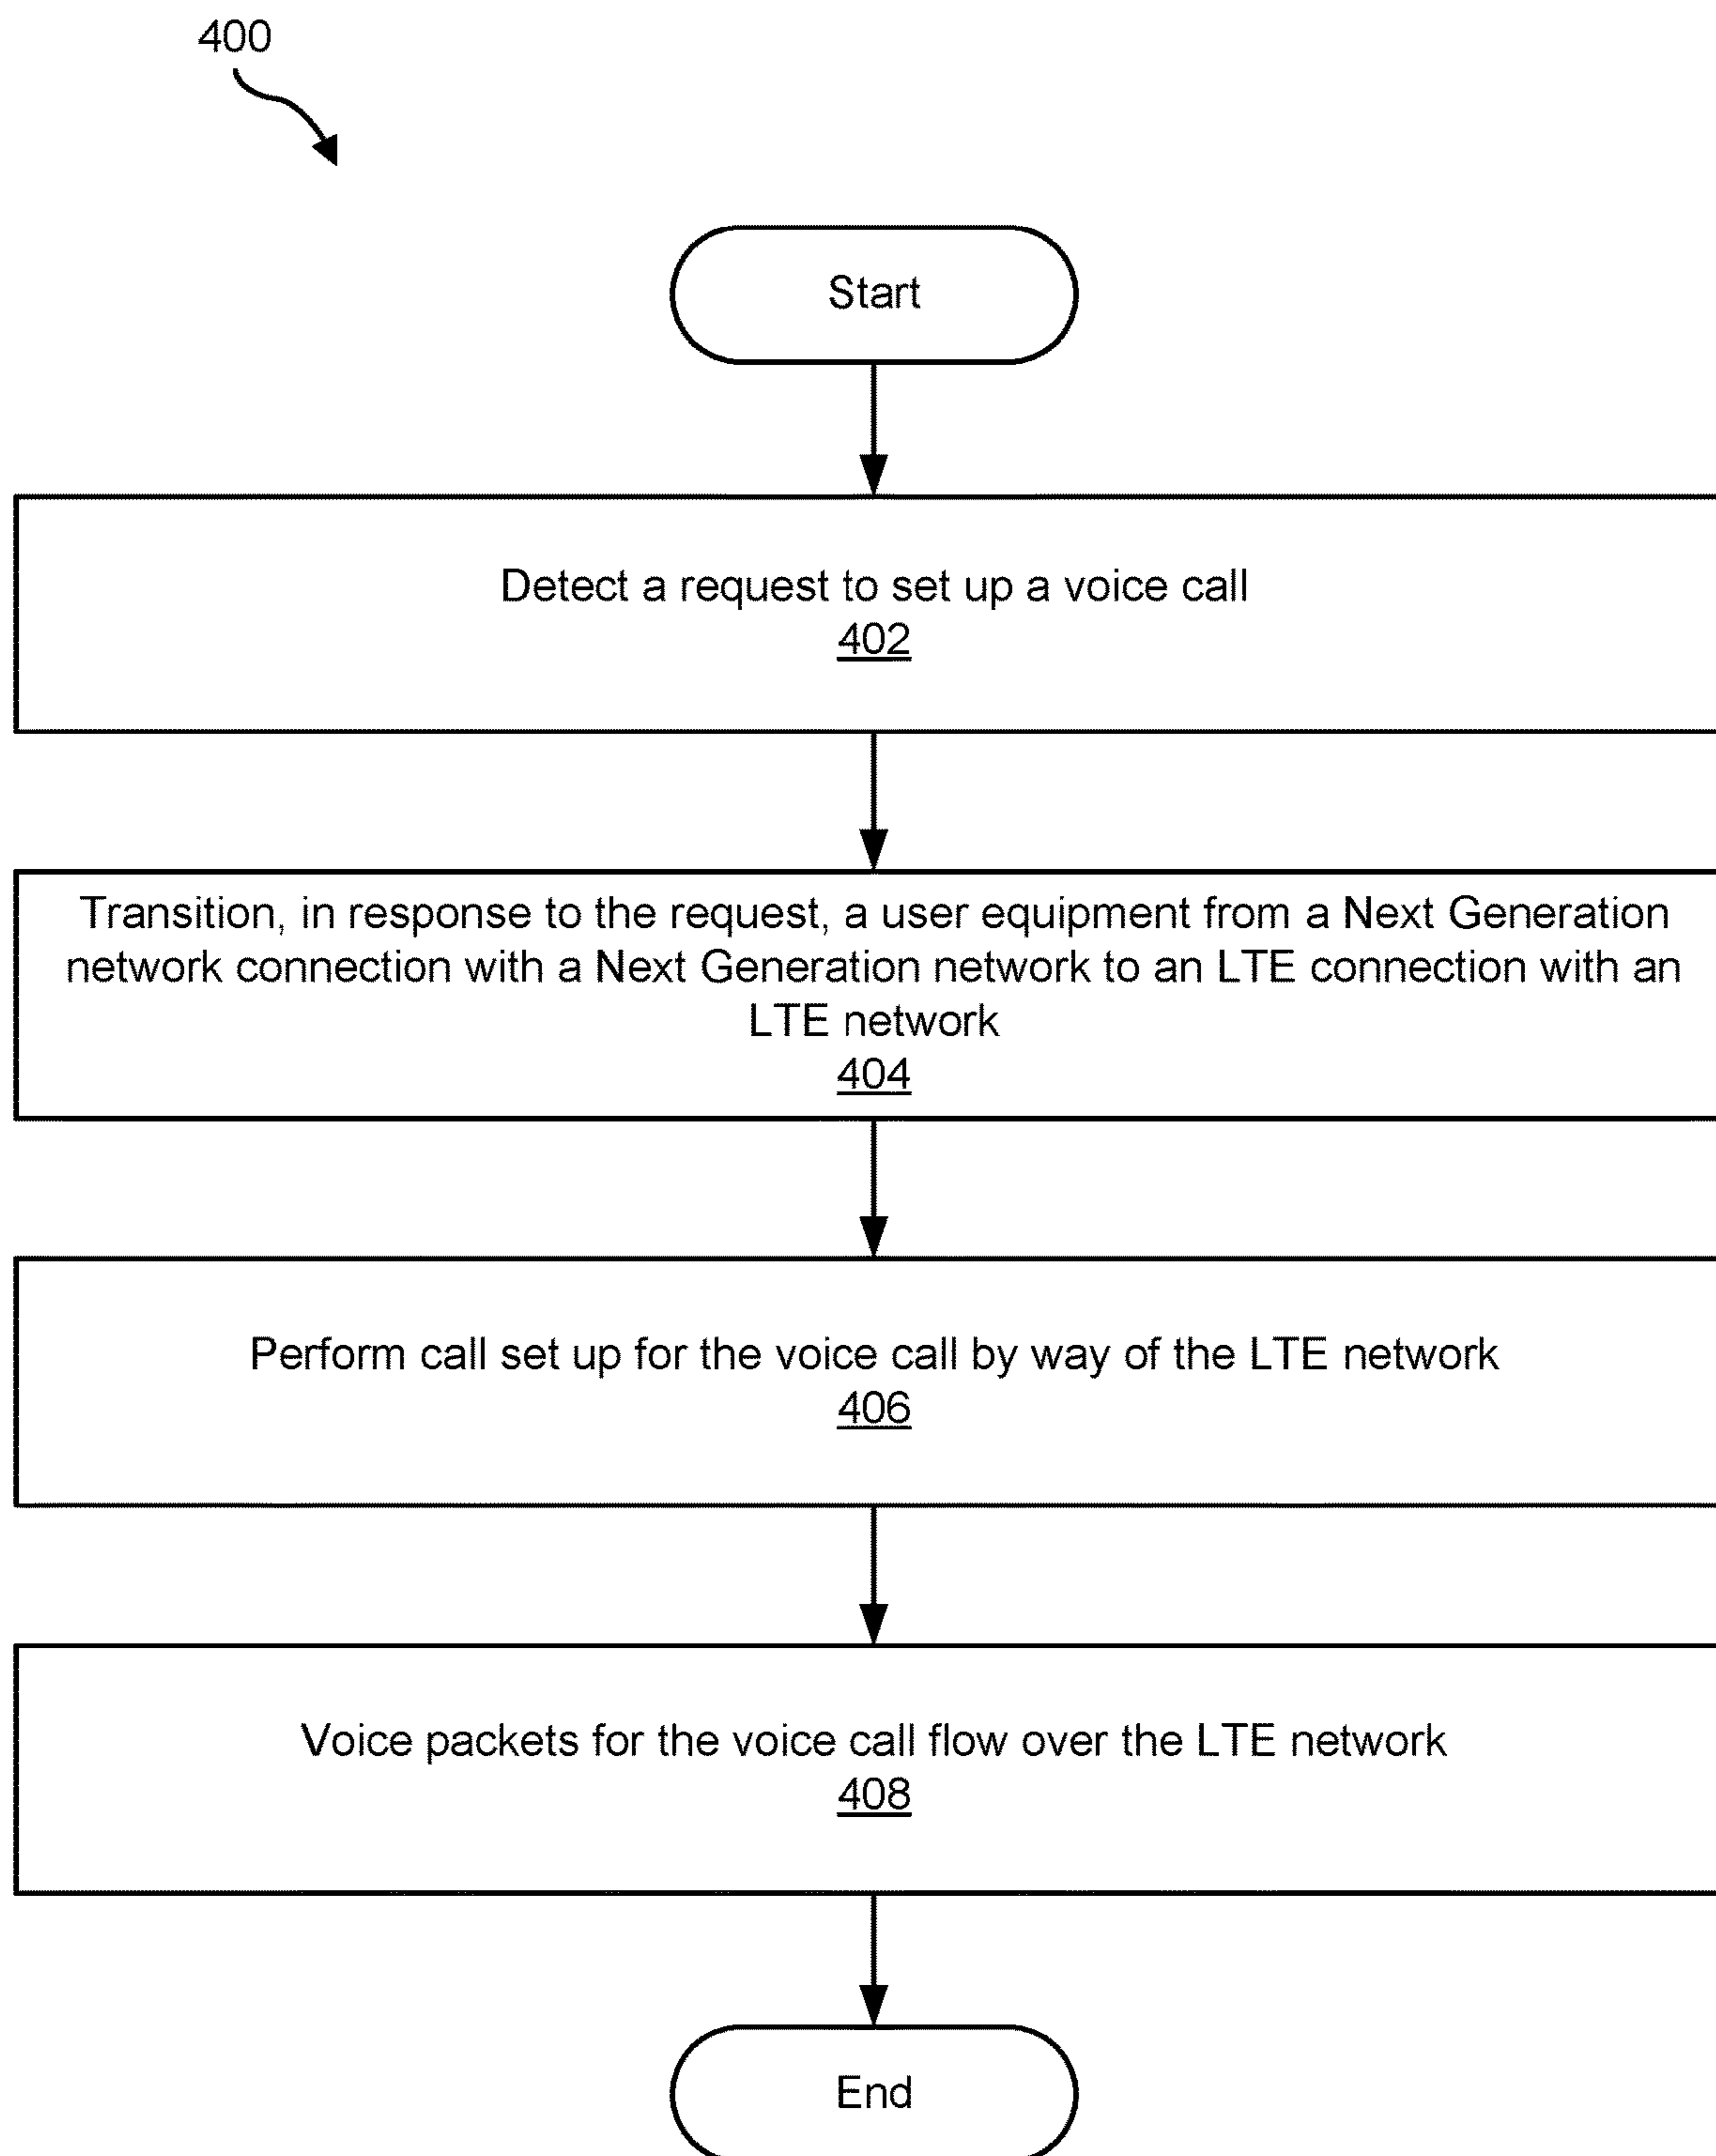 400
Start
Detect a request to set up a voice call
402
Transition, in response to the request, a user equipment from a Next Generation
network connection with a Next Generation network to an LTE connection with an
LTE network
404
Perform call set up for the voice call by way of the LTE network
406
Voice packets for the voice call flow over the LTE network
408
End